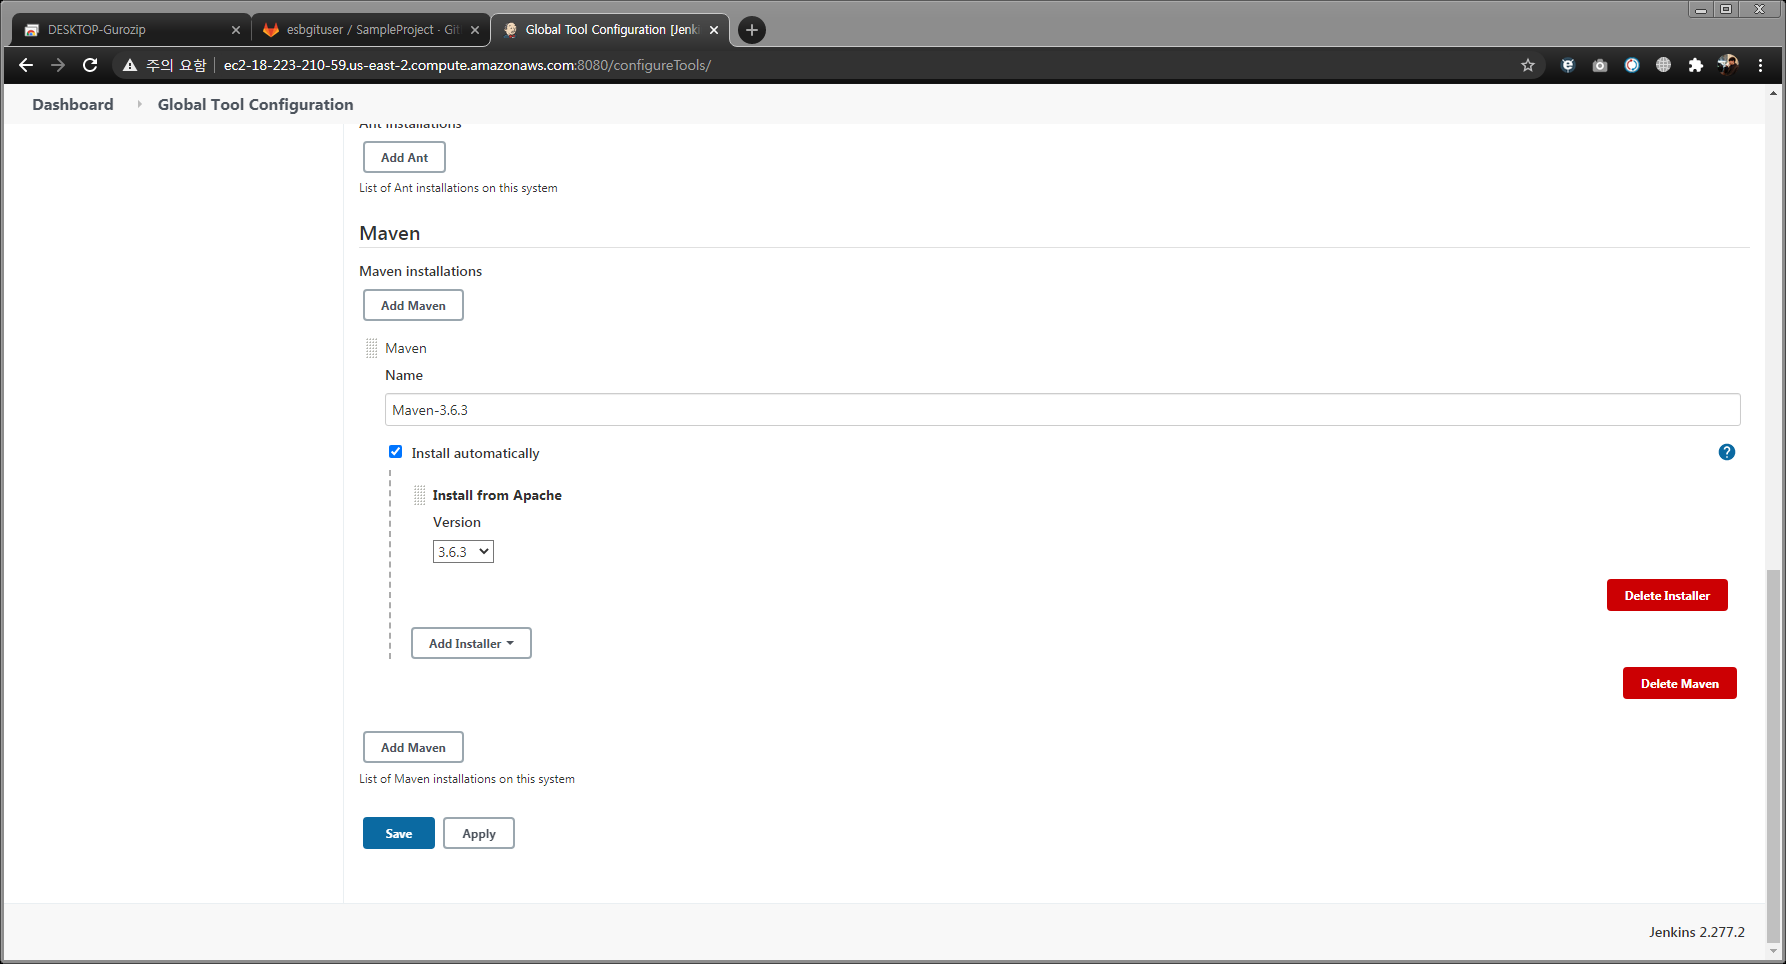 DESKTOP-Gurozip
esbgituser / SampleProject · Git
Global Tool Configuration [Jenki
주의 요함
ec2-18-223-210-59.us-east-2.compute.amazonaws.com:8080/configureTools/
Dashboard
Global Tool Configuration
Ant installations
Add Ant
List of Ant installations on this system
Maven
Maven installations
Add Maven
Maven
Name
Maven-3.6.3
Install automatically
?
Install from Apache
Version
3.6.3
Delete Installer
Add Installer
Delete Maven
Add Maven
List of Maven installations on this system
Save
Apply
Jenkins 2.277.2